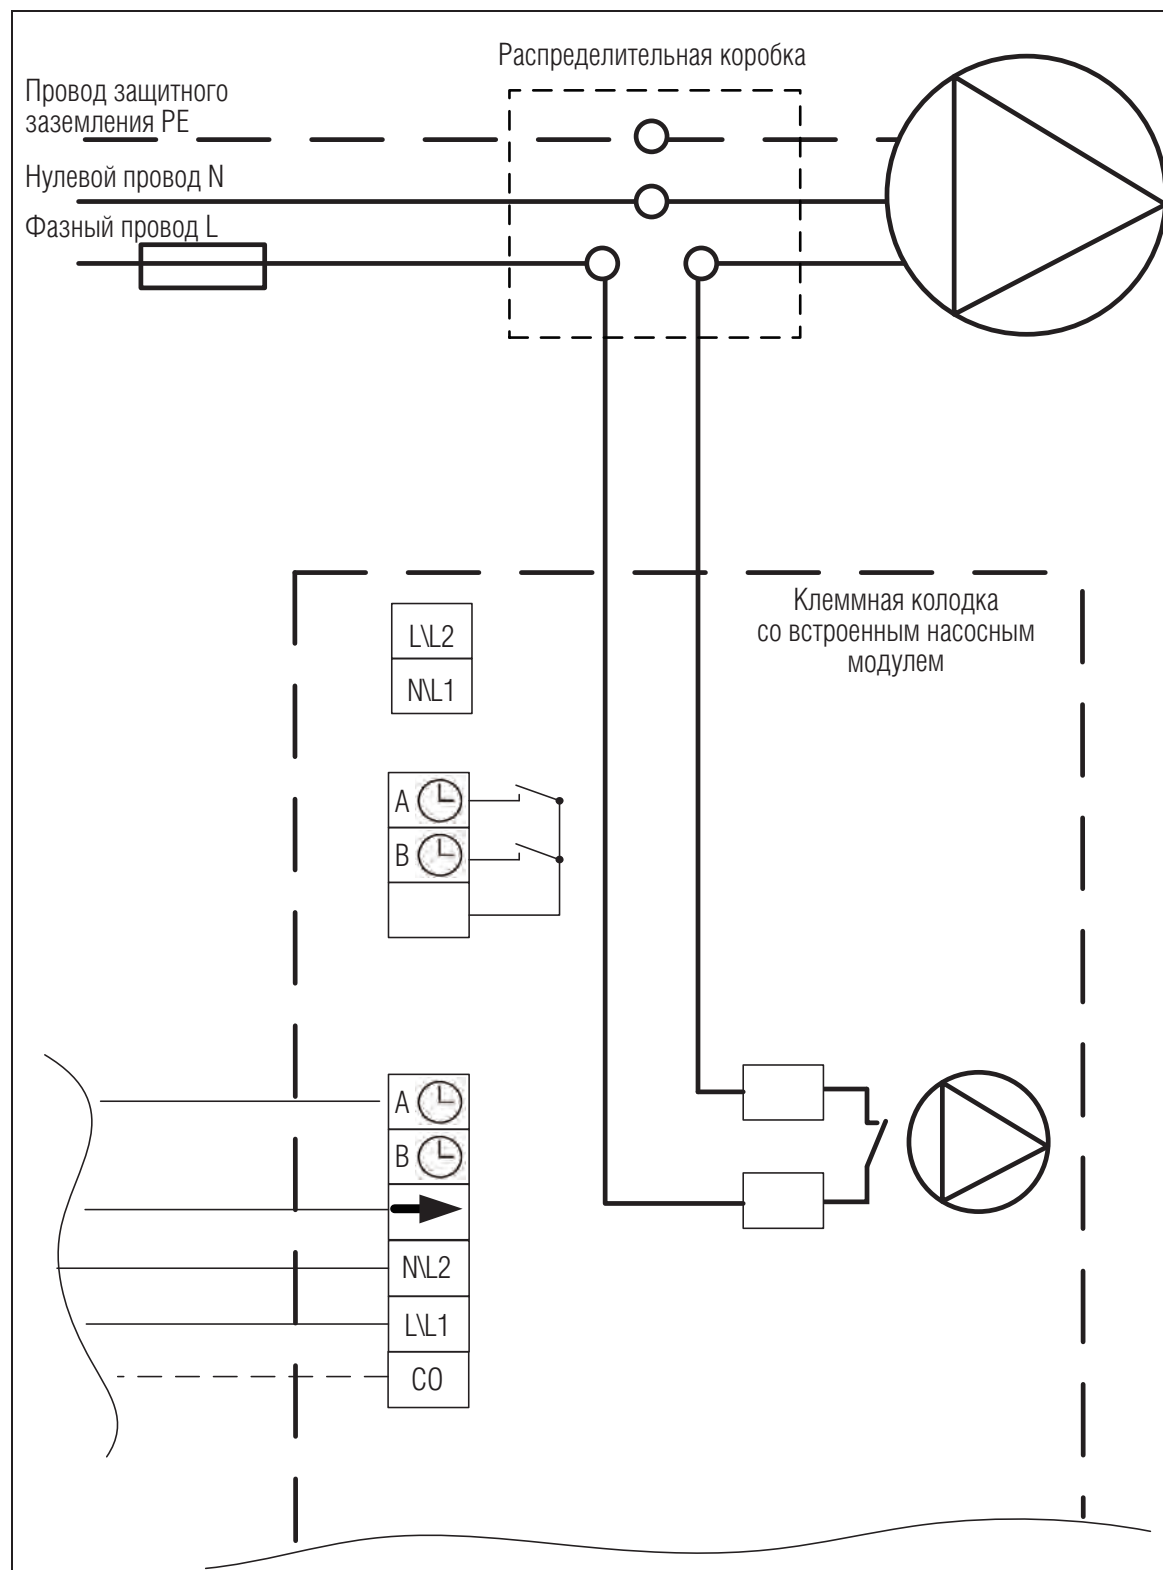 Распределительная коробка
Провод защитного
заземления PE
Нулевой провод N
Фазный провод L
Клеммная колодка
со встроенным насосным
модулем
L\L2
N\L1
A
B
A
B
N\L2
L\L1
CO